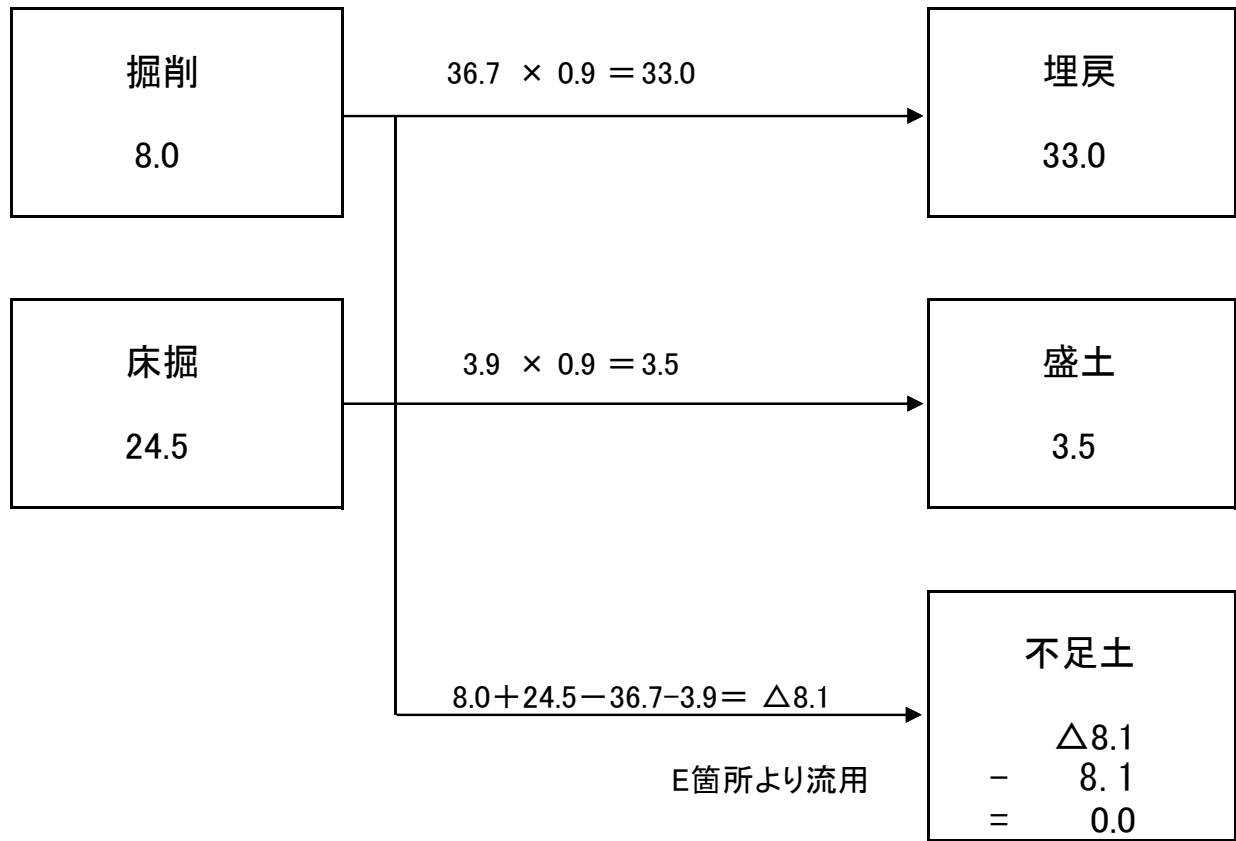 掘削
8.0
36.7 × 0.9 ＝33.0
埋戻
33.0
床掘
24.5
3.9 × 0.9 ＝3.5
盛土
3.5
8.0＋24.5－36.7-3.9＝ △8.1
E箇所より流用
不足土
△8.1
－ 8.1
＝ 0.0